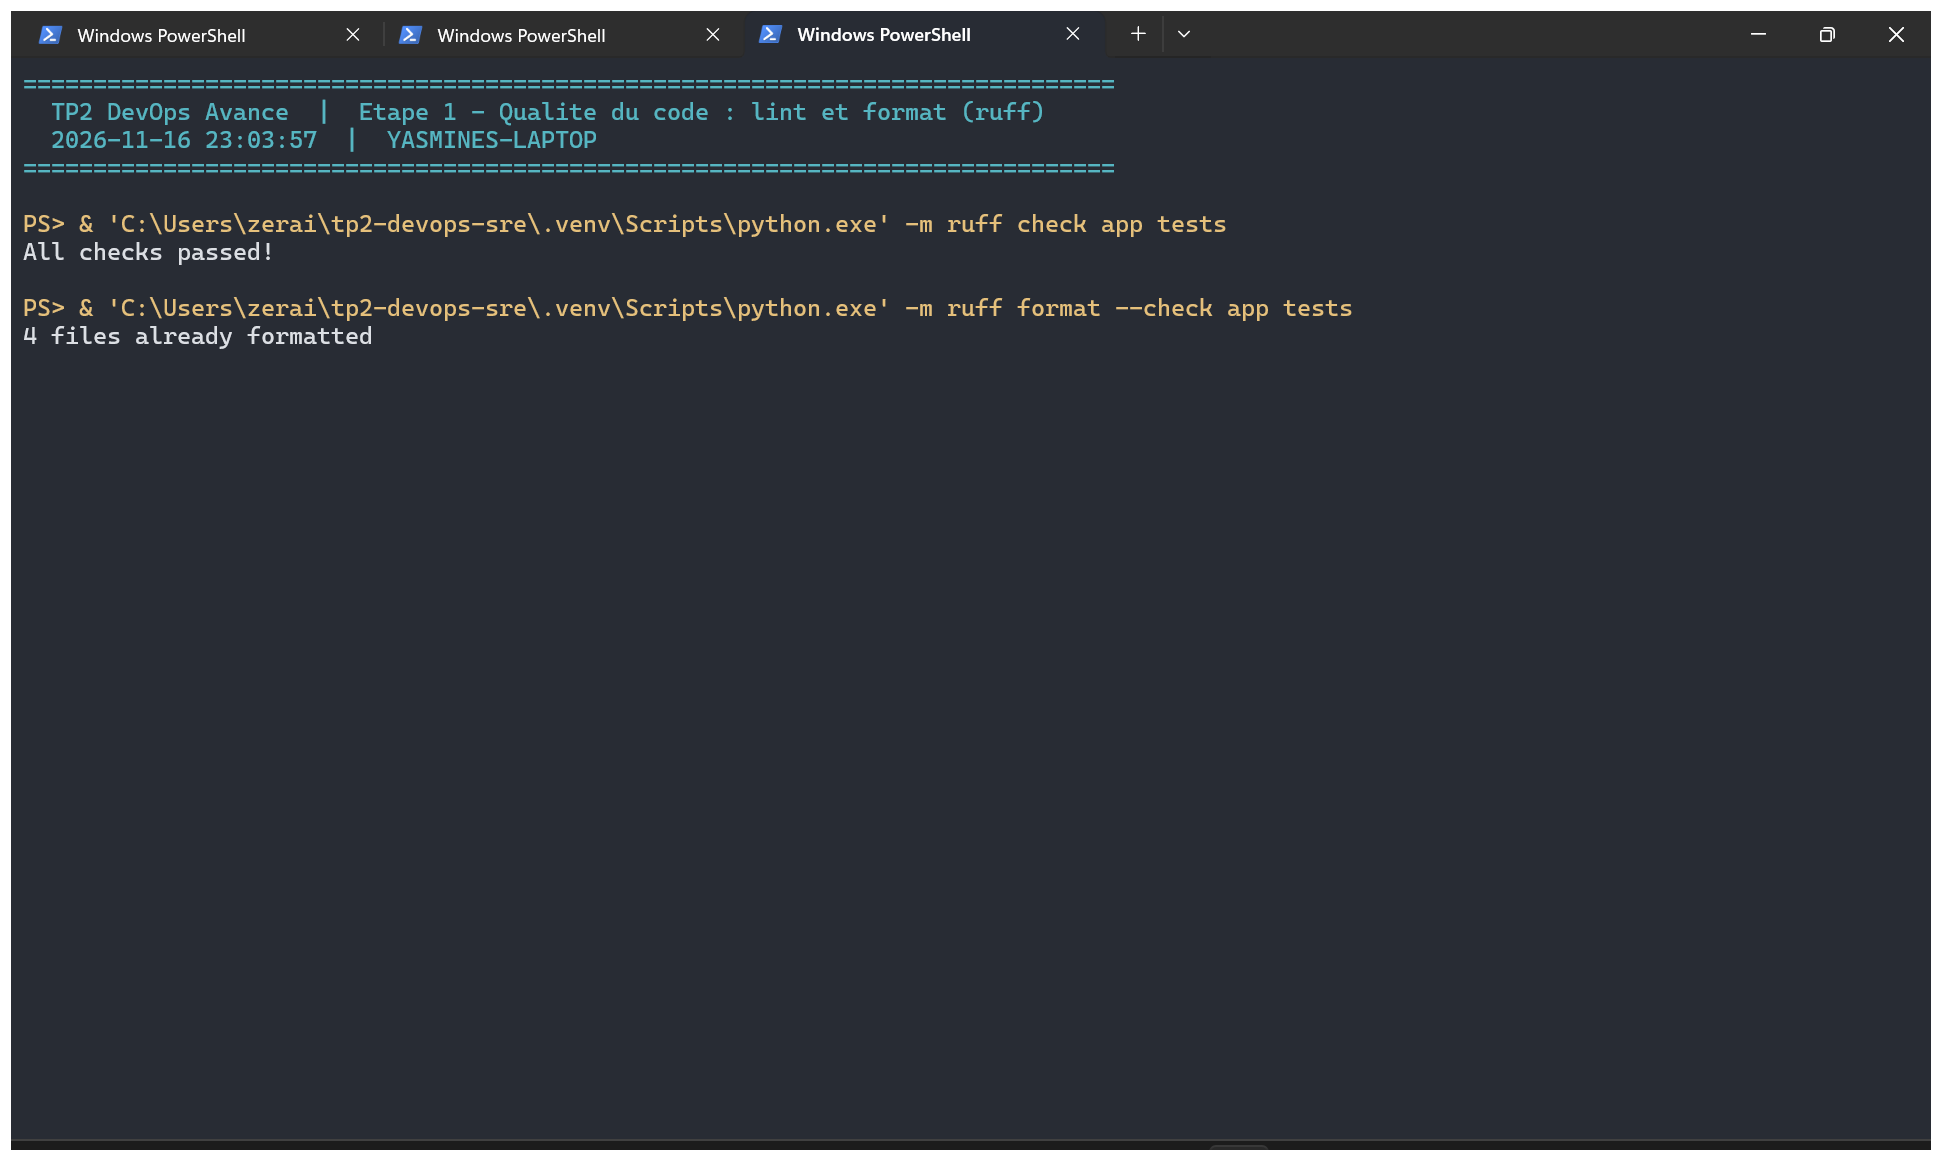 Windows PowerShell
Windows PowerShell
Windows PowerShell
==============================================================================
TP2 DevOps Avance | Etape 1 - Qualite du code : lint et format (ruff)
2026-11-16 23:03:57 | YASMINES-LAPTOP
==============================================================================
PS> & 'C:\Users\zerai\tp2-devops-sre\.venv\Scripts\python.exe' -m ruff check app tests
All checks passed!
PS> & 'C:\Users\zerai\tp2-devops-sre\.venv\Scripts\python.exe' -m ruff format --check app tests
4 files already formatted